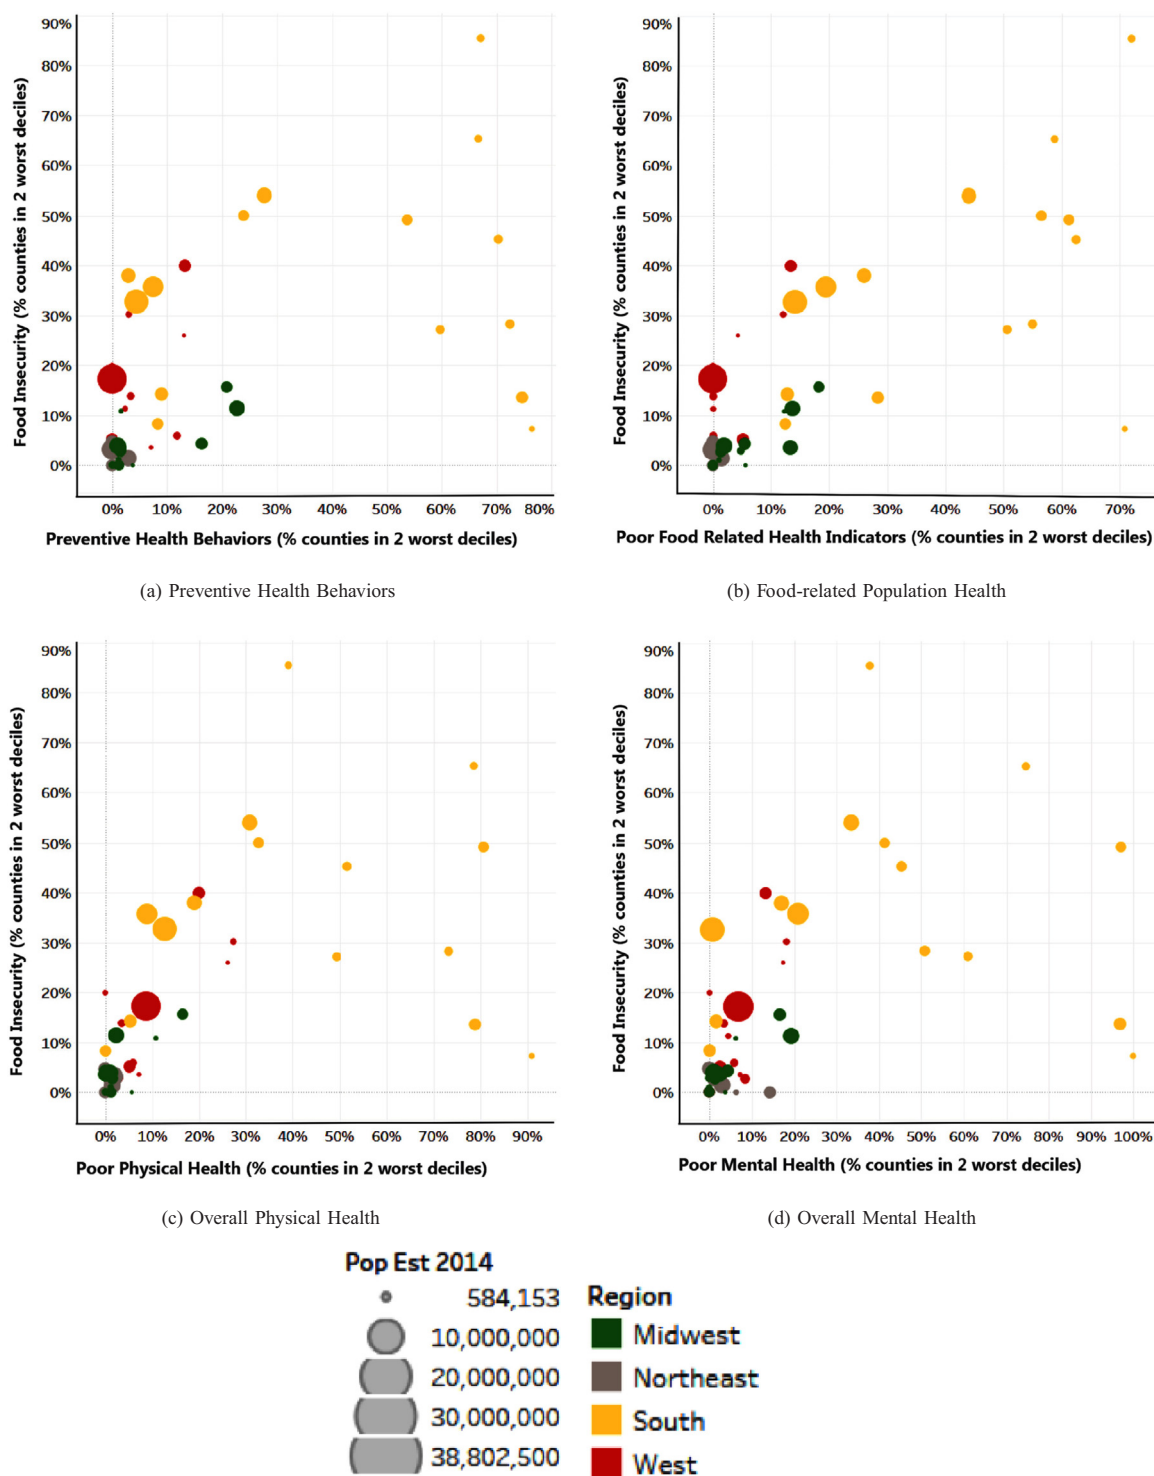 90%
80%
70%
60%
50%
40%
30%
20%
10%
0%
Food Insecurity (% counties in 2 worst deciles)
0% 10% 20% 30% 40% 50% 60% 70% 80%
Preventive Health Behaviors (% counties in 2 worst deciles)
(a) Preventive Health Behaviors
90%
80%
70%
60%
50%
40%
30%
20%
10%
0%
Food Insecurity (% counties in 2 worst deciles)
0% 10% 20% 30% 40% 50% 60% 70%
Poor Food Related Health Indicators (% counties in 2 worst deciles)
(b) Food-related Population Health
90%
80%
70%
60%
50%
40%
30%
20%
10%
0%
Food Insecurity (% counties in 2 worst deciles)
0% 10% 20% 30% 40% 50% 60% 70% 80% 90%
Poor Physical Health (% counties in 2 worst deciles)
(c) Overall Physical Health
90%
80%
70%
60%
50%
40%
30%
20%
10%
0%
Food Insecurity (% counties in 2 worst deciles)
0% 10% 20% 30% 40% 50% 60% 70% 80% 90% 100%
Poor Mental Health (% counties in 2 worst deciles)
(d) Overall Mental Health
Pop Est 2014
584,153
10,000,000
20,000,000
30,000,000
38,802,500
Region
Midwest
Northeast
South
West